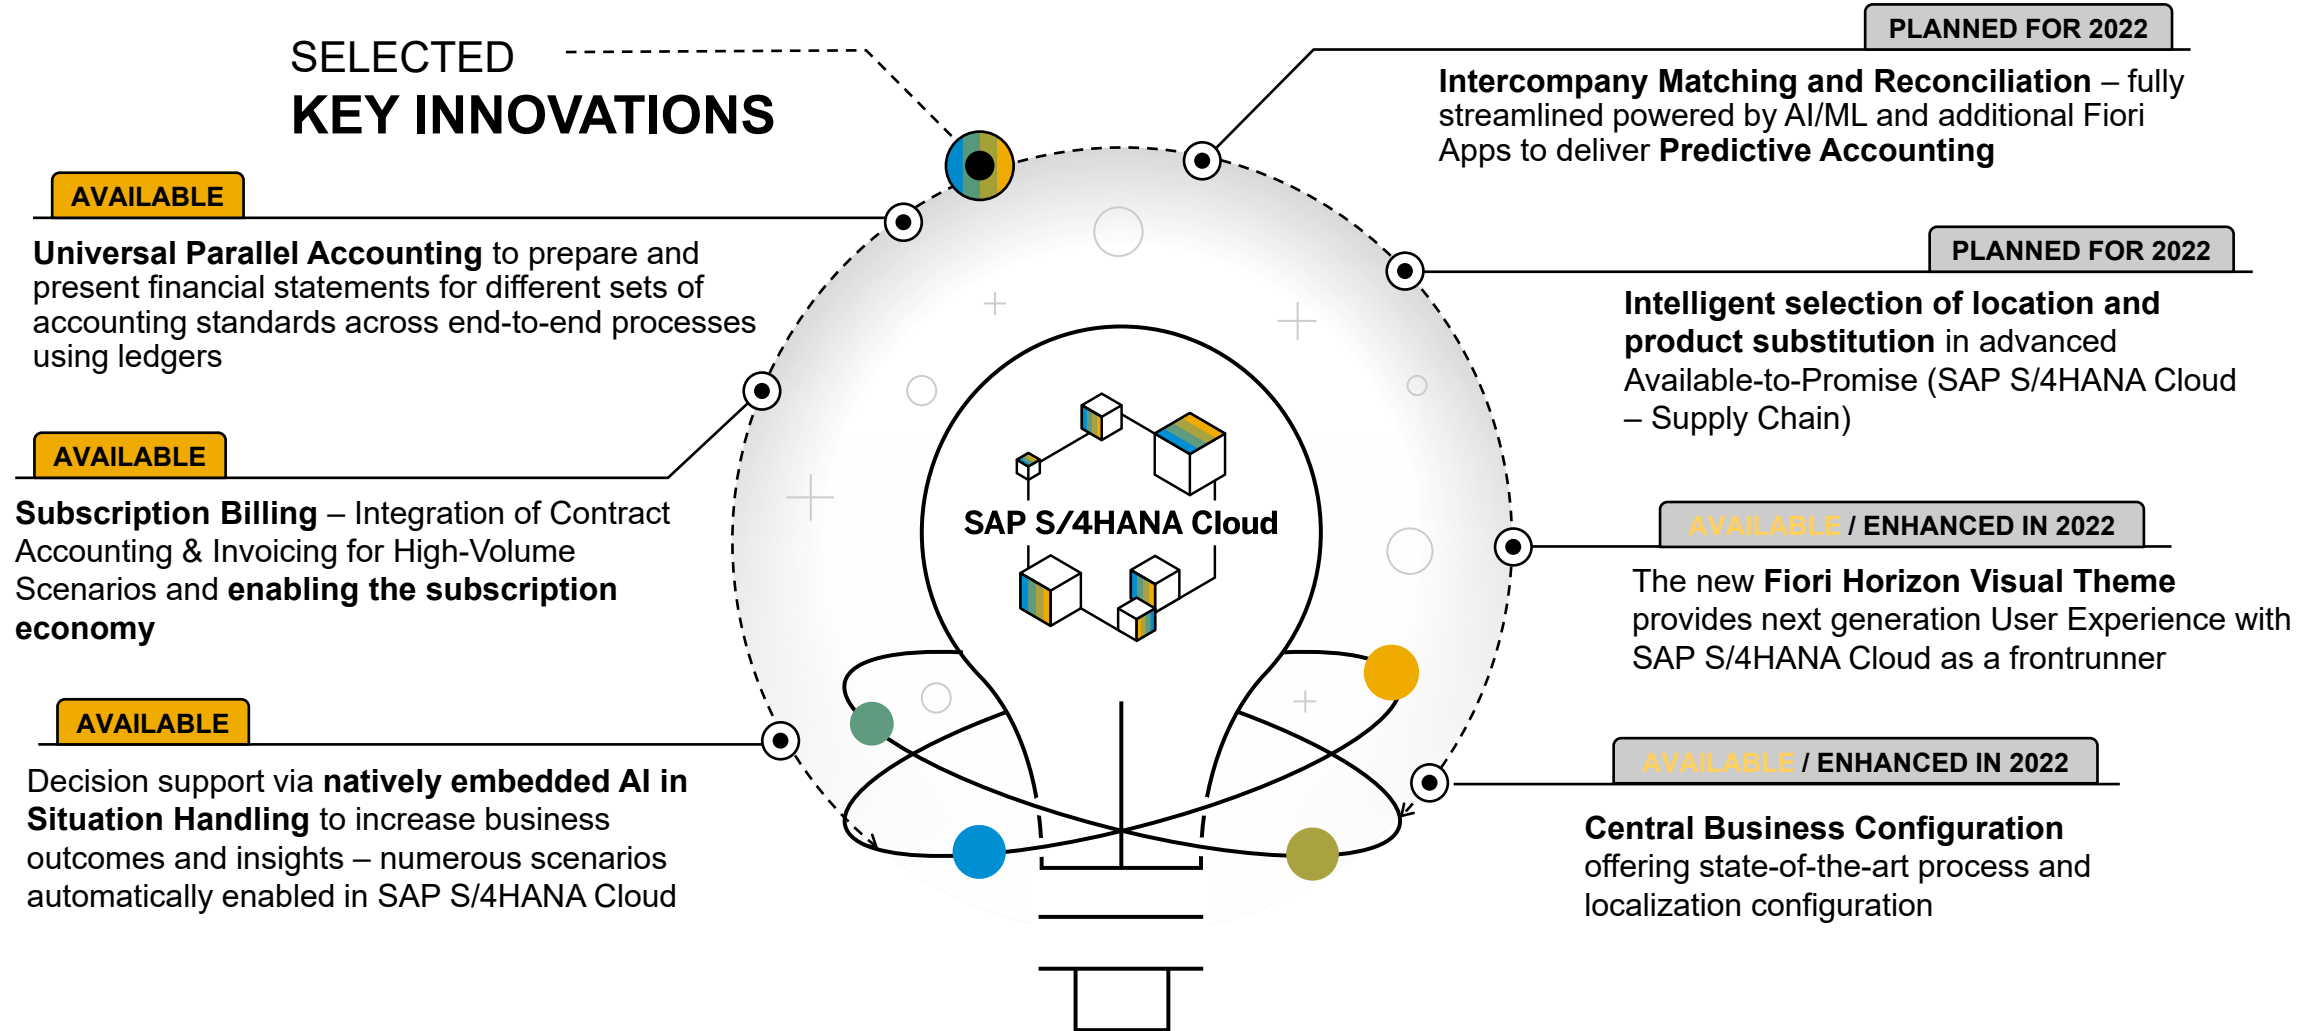 SELECTED
KEY INNOVATIONS
AVAILABLE
Universal Parallel Accounting to prepare and
present financial statements for different sets of
accounting standards across end-to-end processes
using ledgers
AVAILABLE
Subscription Billing – Integration of Contract
Accounting & Invoicing for High-Volume
Scenarios and enabling the subscription
economy
AVAILABLE
Decision support via natively embedded AI in
Situation Handling to increase business
outcomes and insights – numerous scenarios
automatically enabled in SAP S/4HANA Cloud
SAP S/4HANA Cloud
PLANNED FOR 2022
Intercompany Matching and Reconciliation – fully
streamlined powered by AI/ML and additional Fiori
Apps to deliver Predictive Accounting
PLANNED FOR 2022
Intelligent selection of location and
product substitution in advanced
Available-to-Promise (SAP S/4HANA Cloud
– Supply Chain)
AVAILABLE / ENHANCED IN 2022
The new Fiori Horizon Visual Theme
provides next generation User Experience with
SAP S/4HANA Cloud as a frontrunner
AVAILABLE / ENHANCED IN 2022
Central Business Configuration
offering state-of-the-art process and
localization configuration